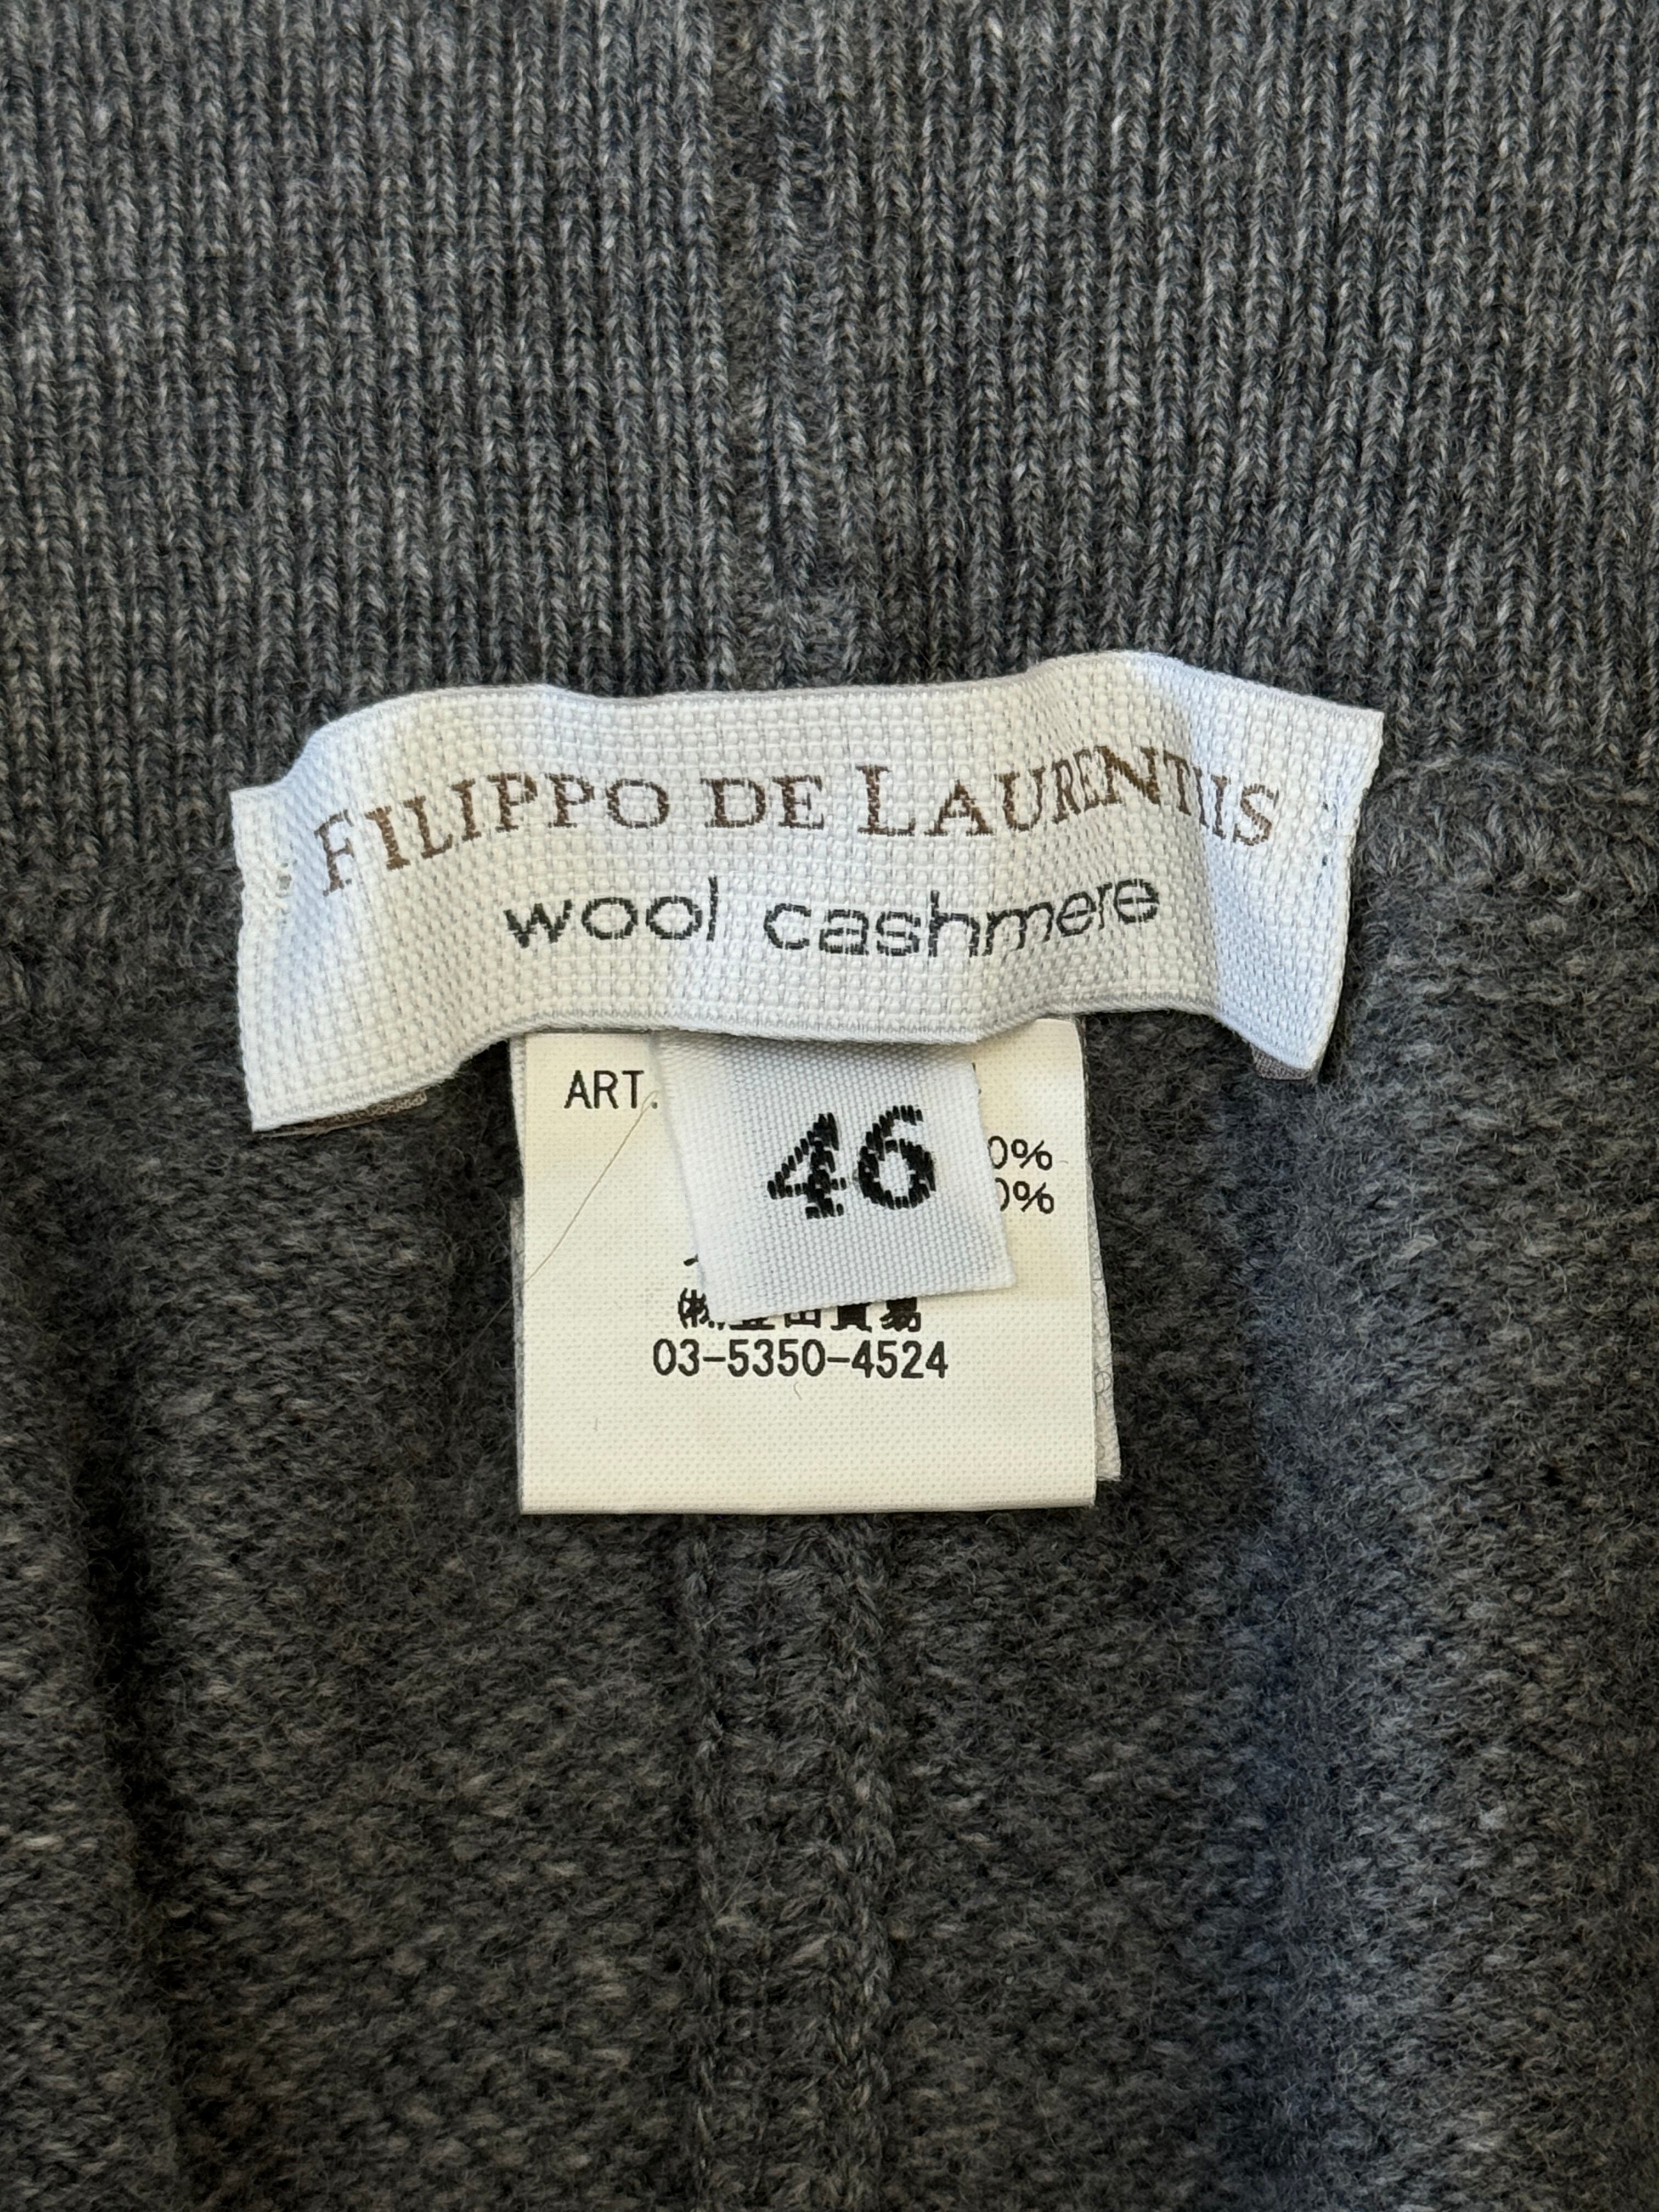 FILIPPO DE LAURENTIIS
wool cashmere
ART.
46
0%
0%
03-5350-4524